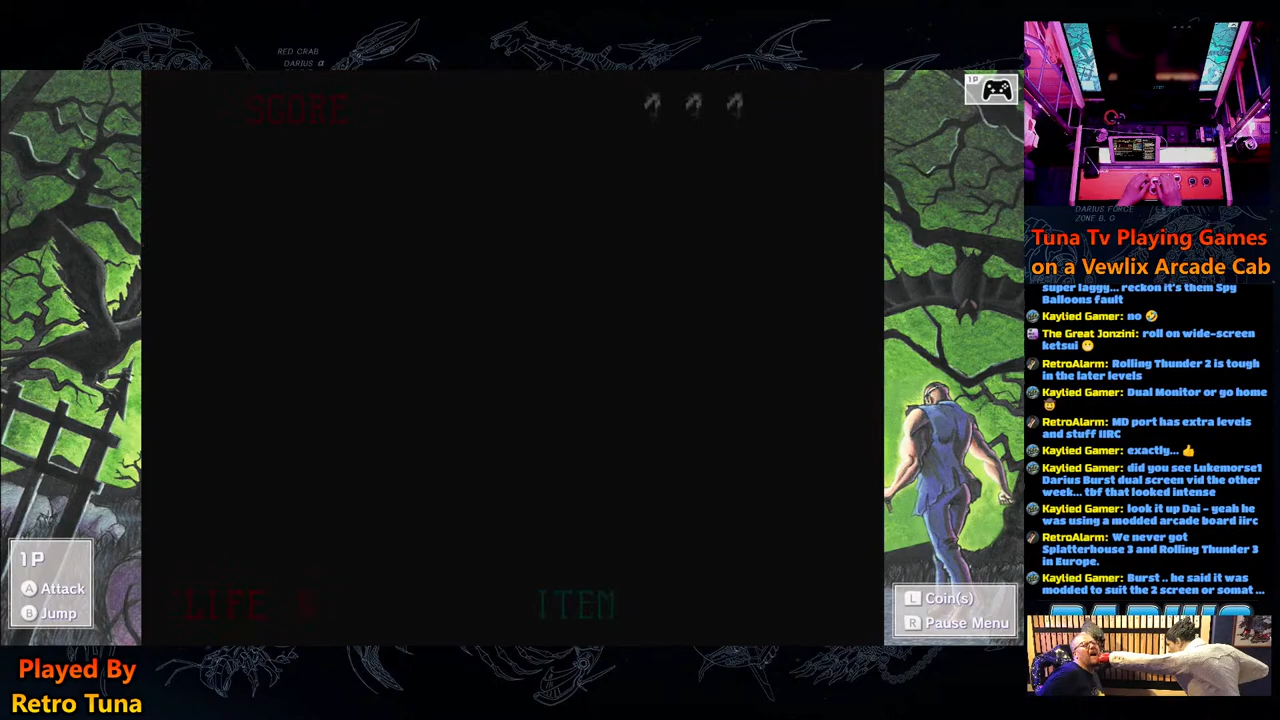 RED CRAB
DARIUS α
SCORE
1P
1P
A Attack
B Jump
LIFE
ITEM
L Coin(s)
R Pause Menu
Played By
Retro Tuna
DARIUS FORCE
ZONE B. G
Tuna Tv Playing Games
on a Vewlix Arcade Cab
super laggy... reckon it's them Spy
Balloons fault
Kaylied Gamer: no 🤣
The Great Jonzini: roll on wide-screen
ketsui 😬
RetroAlarm: Rolling Thunder 2 is tough
in the later levels
Kaylied Gamer: Dual Monitor or go home
🤠
RetroAlarm: MD port has extra levels
and stuff IIRC
Kaylied Gamer: exactly... 👍
Kaylied Gamer: did you see Lukemorse1
Darius Burst dual screen vid the other
week... tbf that looked intense
Kaylied Gamer: look it up Dai - yeah he
was using a modded arcade board iirc
RetroAlarm: We never got
Splatterhouse 3 and Rolling Thunder 3
in Europe.
Kaylied Gamer: Burst .. he said it was
modded to suit the 2 screen or somat ...
DARIUS